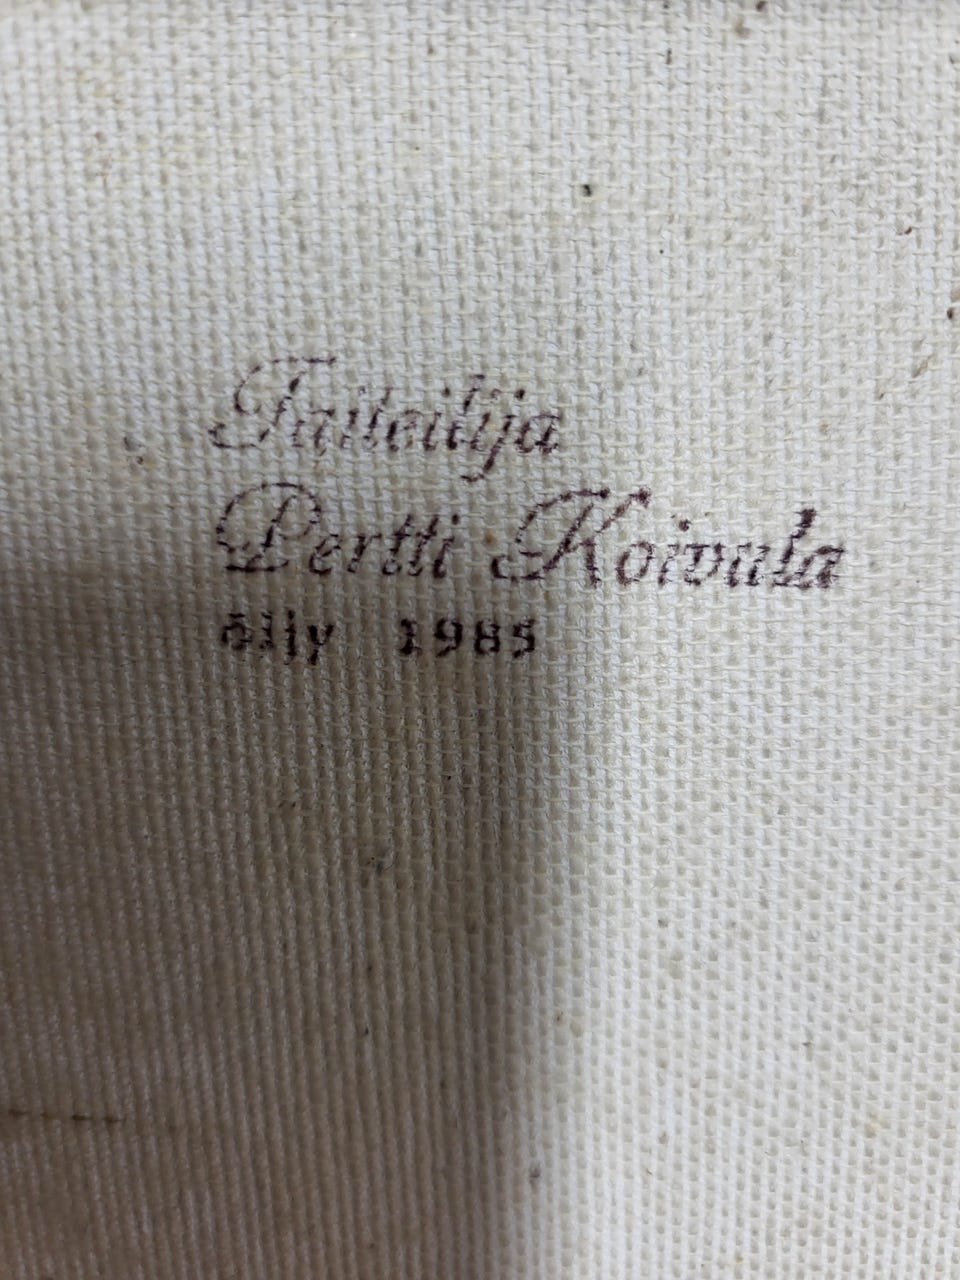 Taiteilija
Pertti Koivula
öljy 1985